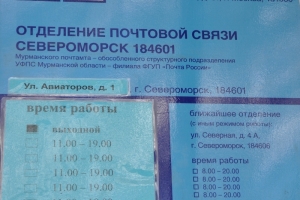 ОТДЕЛЕНИЕ ПОЧТОВОЙ СВЯЗИ
СЕВЕРОМОРСК 184601
Мурманского почтамта – обособленного структурного подразделения
УФПС Мурманской области – филиала ФГУП «Почта России»
ул. Авиаторов, д. 1
г. Североморск, 184601
время работы
выходной
11.00 – 19.00
11.00 – 19.00
11.00 – 19.00
11.00 – 19.00
ближайшее отделение
(с иным режимом работы)
ул. Северная, д. 4 А,
г. Североморск, 184606
время работы
8.00 – 20.00
8.00 – 20.00
8.00 – 20.00